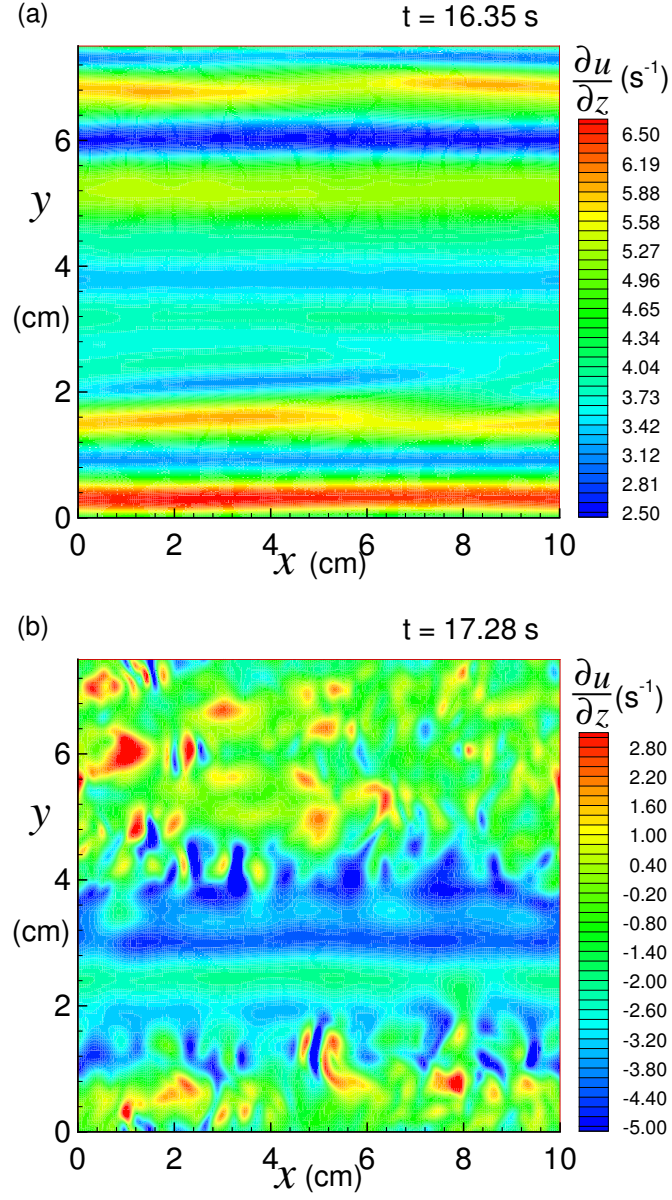 (a)
t = 16.35 s
∂u/∂z (s⁻¹)
6.50
6.19
5.88
5.58
5.27
4.96
4.65
4.34
4.04
3.73
3.42
3.12
2.81
2.50
6
y
4
(cm)
2
0
0 2 4 6 8 10
x (cm)
(b)
t = 17.28 s
∂u/∂z (s⁻¹)
2.80
2.20
1.60
1.00
0.40
-0.20
-0.80
-1.40
-2.00
-2.60
-3.20
-3.80
-4.40
-5.00
6
y
4
(cm)
2
0
0 2 4 6 8 10
x (cm)